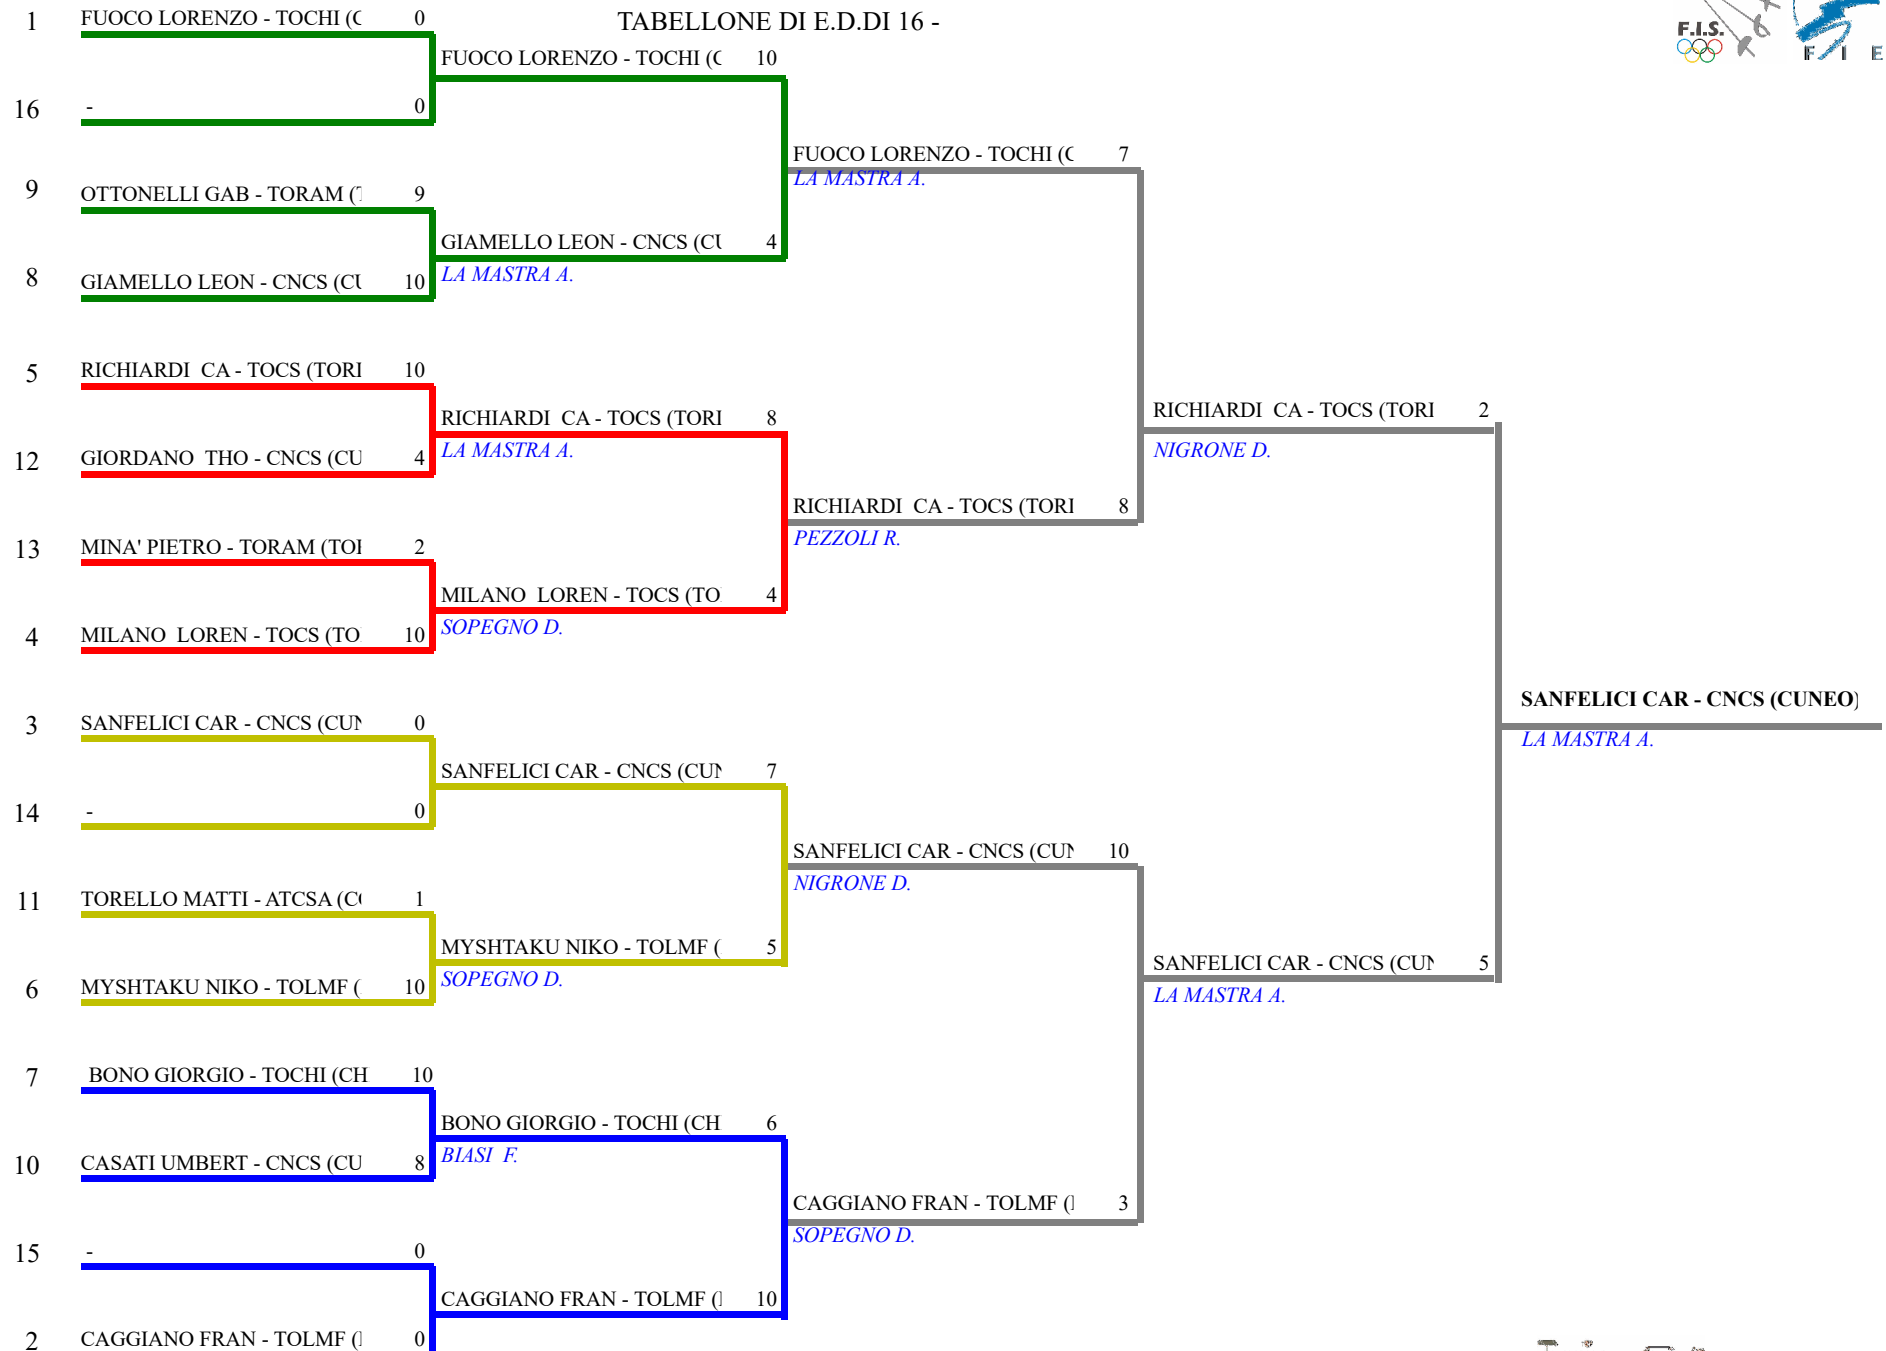 1 FUOCO LORENZO - TOCHI (C 0
TABELLONE DI E.D.DI 16 -
F.I.S.
F I E
FUOCO LORENZO - TOCHI (C 10
16 - 0
FUOCO LORENZO - TOCHI (C 7
LA MASTRA A.
9 OTTONELLI GAB - TORAM (T 9
GIAMELLO LEON - CNCS (CU 4
LA MASTRA A.
8 GIAMELLO LEON - CNCS (CU 10
5 RICHIARDI CA - TOCS (TORI 10
RICHIARDI CA - TOCS (TORI 8
LA MASTRA A.
RICHIARDI CA - TOCS (TORI 2
NIGRONE D.
12 GIORDANO THO - CNCS (CU 4
RICHIARDI CA - TOCS (TORI 8
PEZZOLI R.
13 MINA' PIETRO - TORAM (TOI 2
MILANO LOREN - TOCS (TO 4
SOPEGNO D.
4 MILANO LOREN - TOCS (TO 10
SANFELICI CAR - CNCS (CUNEO)
LA MASTRA A.
3 SANFELICI CAR - CNCS (CUN 0
SANFELICI CAR - CNCS (CUN 7
14 - 0
SANFELICI CAR - CNCS (CUN 10
NIGRONE D.
11 TORELLO MATTI - ATCSA (C 1
MYSHTAKU NIKO - TOLMF ( 5
SOPEGNO D.
SANFELICI CAR - CNCS (CUN 5
LA MASTRA A.
6 MYSHTAKU NIKO - TOLMF ( 10
7 BONO GIORGIO - TOCHI (CH 10
BONO GIORGIO - TOCHI (CH 6
BIASI F.
10 CASATI UMBERT - CNCS (CU 8
CAGGIANO FRAN - TOLMF ( 3
SOPEGNO D.
15 - 0
CAGGIANO FRAN - TOLMF ( 10
2 CAGGIANO FRAN - TOLMF ( 0